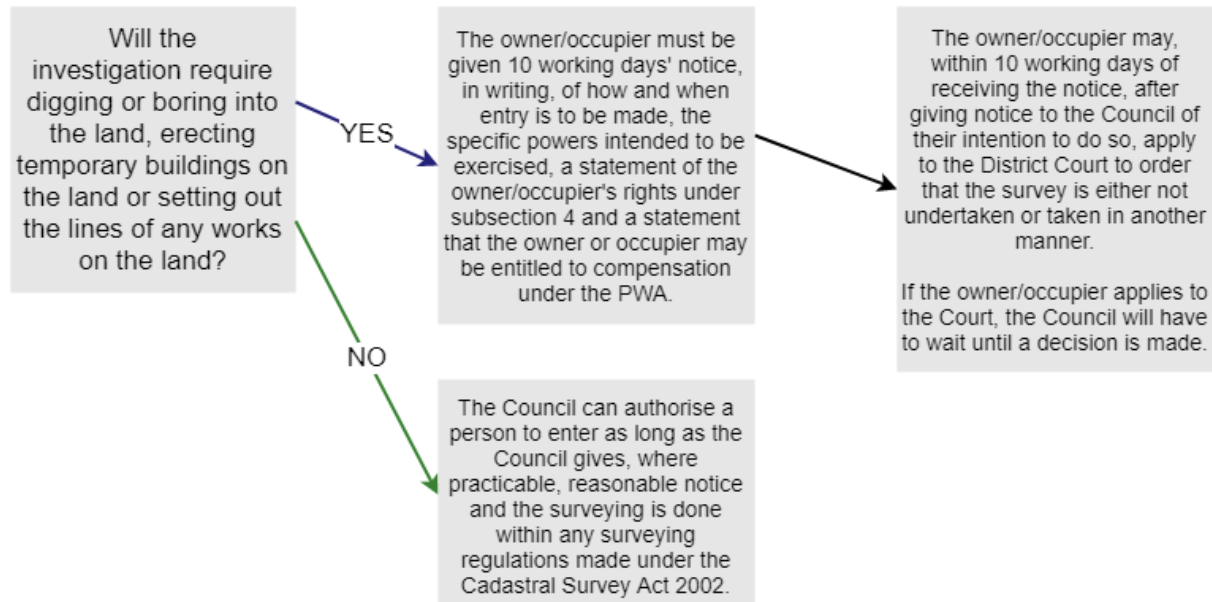 Will the
investigation require
digging or boring into
the land, erecting
temporary buildings on
the land or setting out
the lines of any works
on the land?
YES
The owner/occupier must be
given 10 working days' notice,
in writing, of how and when
entry is to be made, the
specific powers intended to be
exercised, a statement of the
owner/occupier's rights under
subsection 4 and a statement
that the owner or occupier may
be entitled to compensation
under the PWA.
The owner/occupier may,
within 10 working days of
receiving the notice, after
giving notice to the Council of
their intention to do so, apply
to the District Court to order
that the survey is either not
undertaken or taken in another
manner.
If the owner/occupier applies to
the Court, the Council will have
to wait until a decision is made.
NO
The Council can authorise a
person to enter as long as the
Council gives, where
practicable, reasonable notice
and the surveying is done
within any surveying
regulations made under the
Cadastral Survey Act 2002.